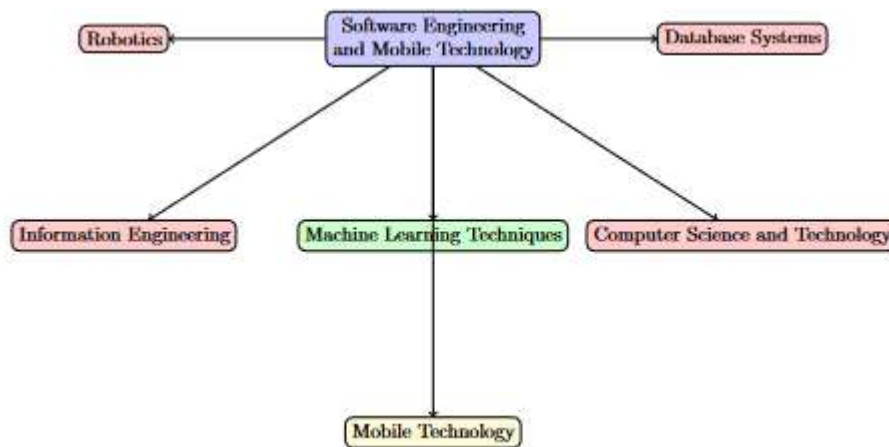 Robotics
Software Engineering
and Mobile Technology
Database Systems
Information Engineering
Machine Learning Techniques
Computer Science and Technology
Mobile Technology